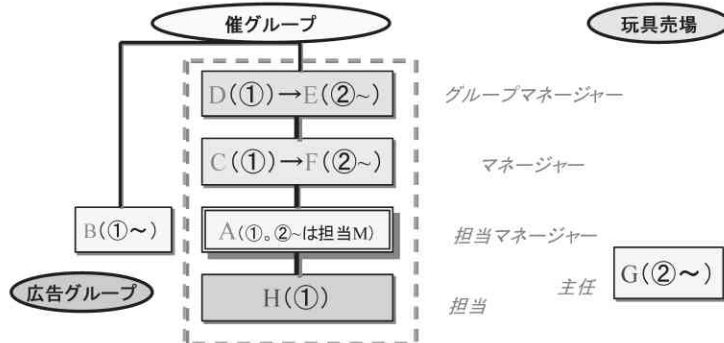 催グループ
玩具売場
D(①)→E(②~)
グループマネージャー
C(①)→F(②~)
マネージャー
B(①～)
A(①。②~は担当M)
担当マネージャー
広告グループ
H(①)
担当
主任
G(②～)